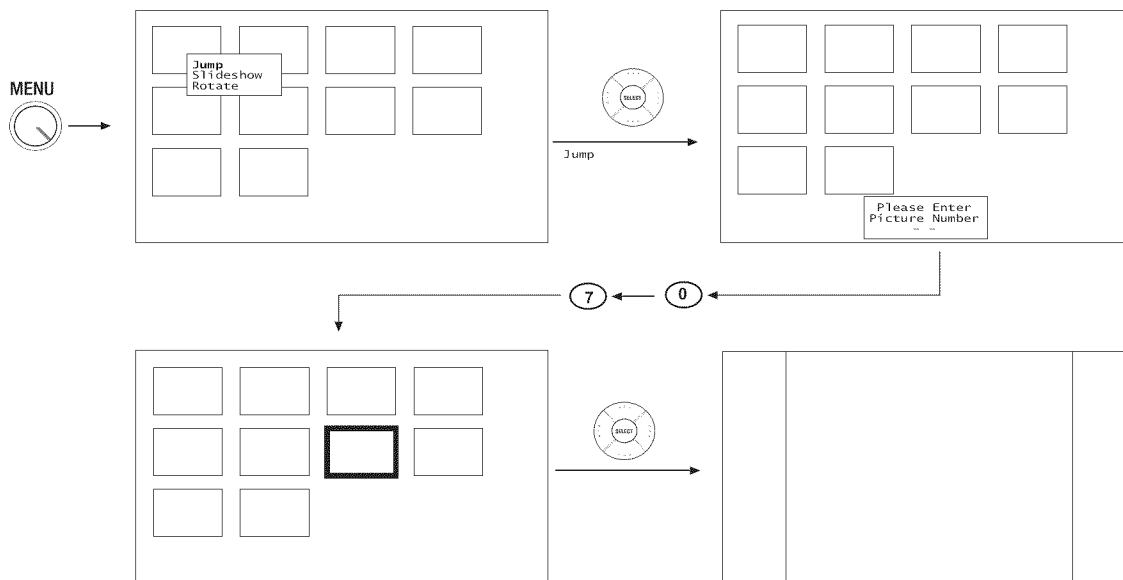 MENU
Jump
Slideshow
Rotate
SELECT
Jump
Please Enter
Picture Number
7
0
SELECT